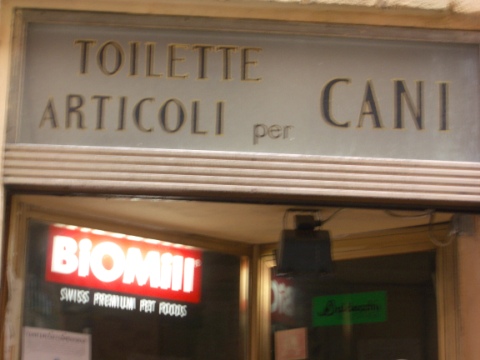 TOILETTE
ARTICOLI per CANI
BIOMILL
SWISS PREMIUM PET FOODS